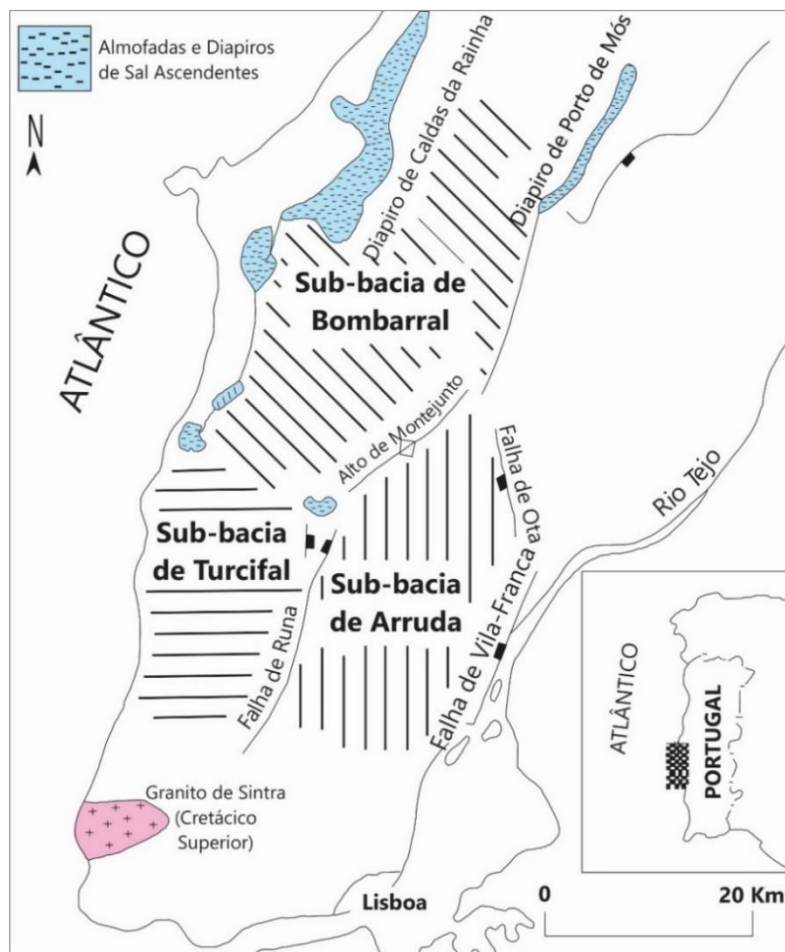 Almofadas e Diapiros
de Sal Ascendentes
N
ATLÂNTICO
Diapiro de Caldas da Rainha
Diapiro de Porto de Mós
Sub-bacia de
Bombarral
Alto de Montejunto
Falha de Ota
Rio Tejo
Sub-bacia
de Turcifal
Sub-bacia
de Arruda
Falha de Runa
Falha de Vila-Franca
Granito de Sintra
(Cretácico
Superior)
Lisboa
ATLÂNTICO
PORTUGAL
0 20 Km